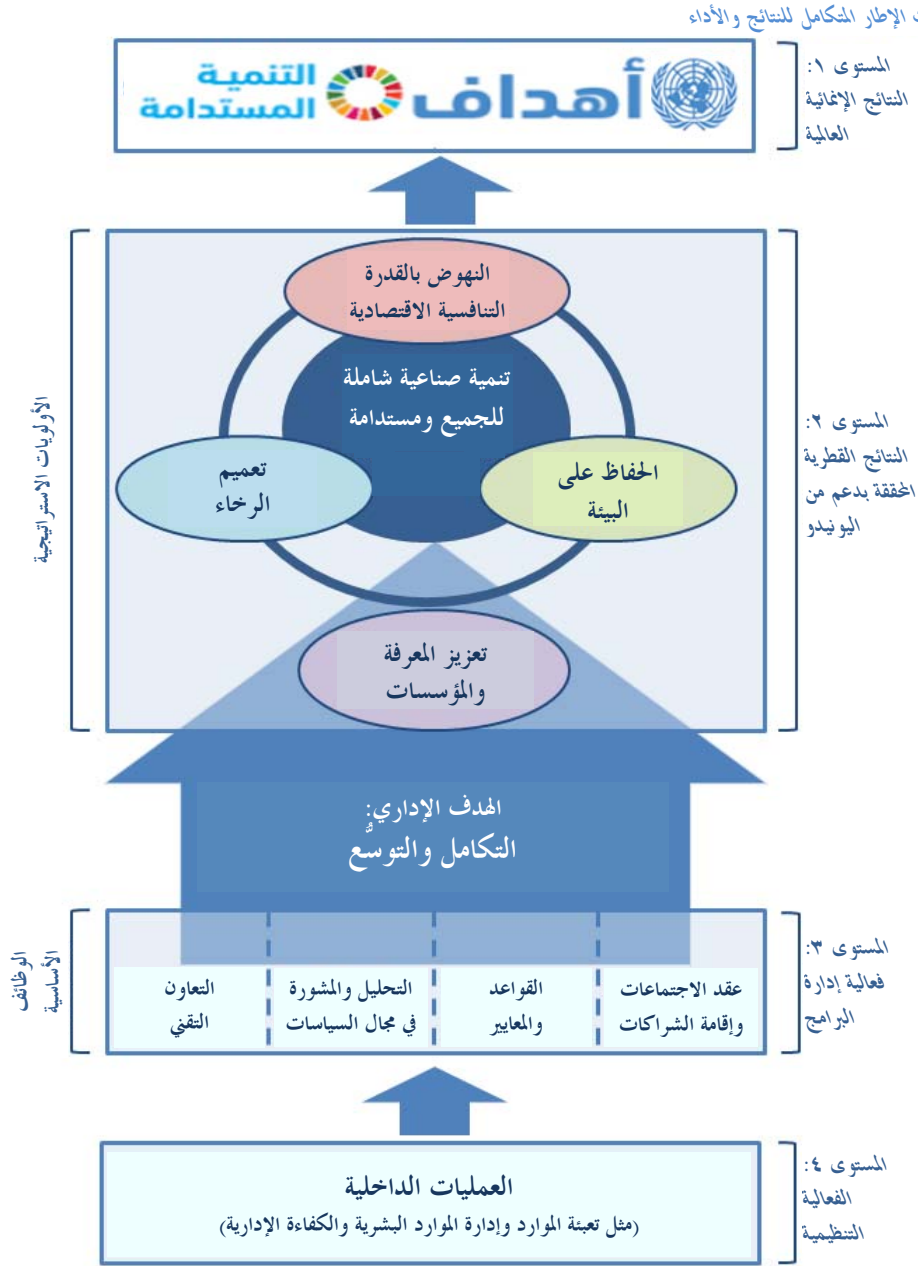 الإطار المتكامل للنتائج والأداء
المستوى ١:
النتائج الإنمائية
العالمية
أهداف
التنمية
المستدامة
الأولويات الاستراتيجية
النهوض بالقدرة
التنافسية الاقتصادية
تنمية صناعية شاملة
للجميع ومستدامة
الحفاظ على
البيئة
تعميم
الرخاء
تعزيز المعرفة
والمؤسسات
المستوى ٢:
النتائج القطرية
المحققة بدعم من
اليونيدو
الهدف الإداري:
التكامل والتوسُّع
المستوى ٣:
فعالية إدارة
البرامج
عقد الاجتماعات
وإقامة الشراكات
القواعد
والمعايير
التحليل والمشورة
في مجال السياسات
التعاون
التقني
الوظائف
الأساسية
المستوى ٤:
الفعالية
التنظيمية
العمليات الداخلية
(مثل تعبئة الموارد وإدارة الموارد البشرية والكفاءة الإدارية)